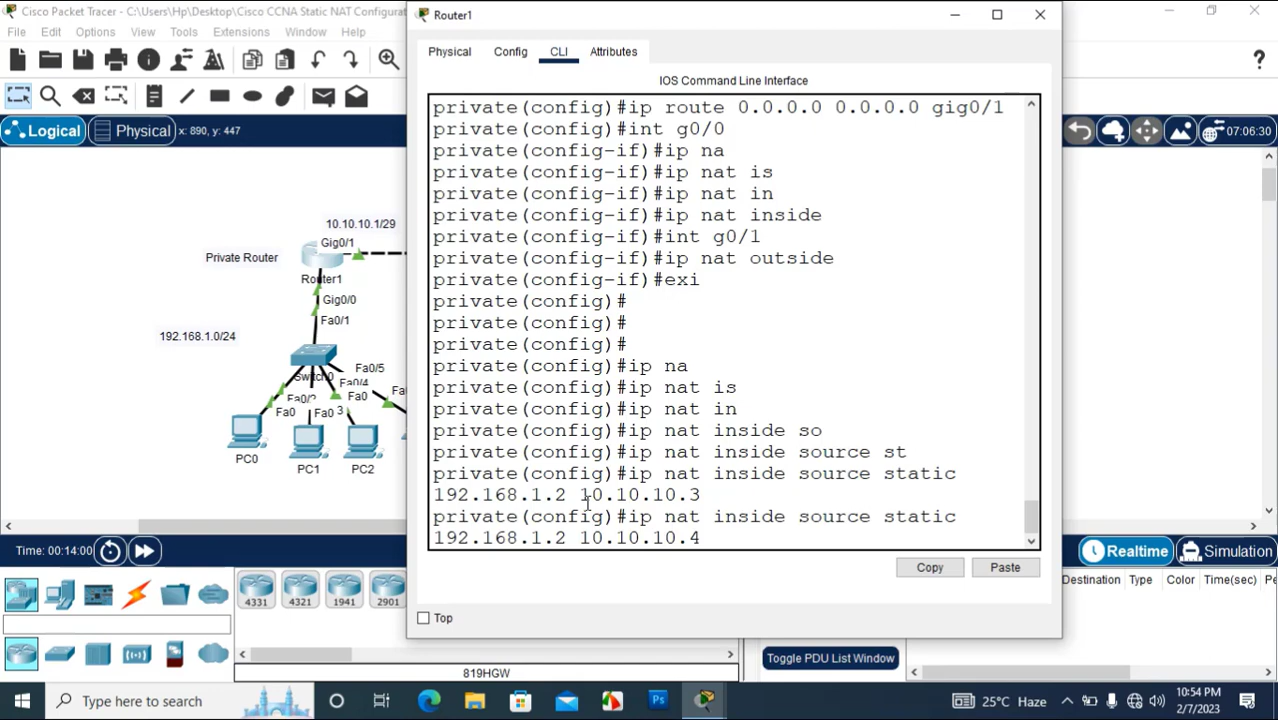 Cisco Packet Tracer - C:\Users\Hp\Desktop\Cisco CCNA Static NAT Configurat
File Edit Options View Tools Extensions Window Help
Logical Physical x: 890, y: 447
07:06:30
10.10.10.1/29
Gig0/1
Private Router
Router1
Gig0/0
Fa0/1
192.168.1.0/24
Switch0
Fa0/5
Fa0/4
Fa0/2
Fa0
Fa0
3
Fa0
Fa
PC0
PC1
PC2
Router1
Physical Config CLI Attributes
IOS Command Line Interface
private(config)#ip route 0.0.0.0 0.0.0.0 gig0/1
private(config)#int g0/0
private(config-if)#ip na
private(config-if)#ip nat is
private(config-if)#ip nat in
private(config-if)#ip nat inside
private(config-if)#int g0/1
private(config-if)#ip nat outside
private(config-if)#exi
private(config)#
private(config)#
private(config)#
private(config)#ip na
private(config)#ip nat is
private(config)#ip nat in
private(config)#ip nat inside so
private(config)#ip nat inside source st
private(config)#ip nat inside source static
192.168.1.2 10.10.10.3
private(config)#ip nat inside source static
192.168.1.2 10.10.10.4
Copy Paste
Top
Time: 00:14:00
Realtime Simulation
4331 4321 1941 2901
Destination Type Color Time(sec) Pe
819HGW
Toggle PDU List Window
Type here to search
Ps
25°C Haze
10:54 PM
2/7/2023